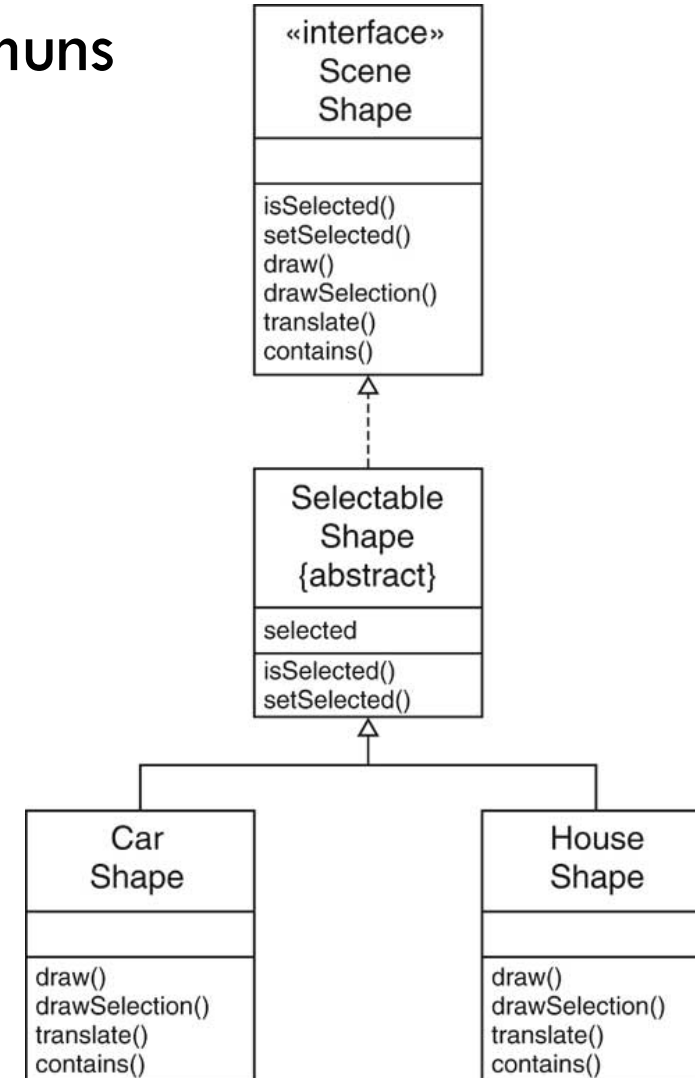 «interface»
Scene
Shape
isSelected()
setSelected()
draw()
drawSelection()
translate()
contains()
Selectable
Shape
{abstract}
selected
isSelected()
setSelected()
Car
Shape
draw()
drawSelection()
translate()
contains()
House
Shape
draw()
drawSelection()
translate()
contains()